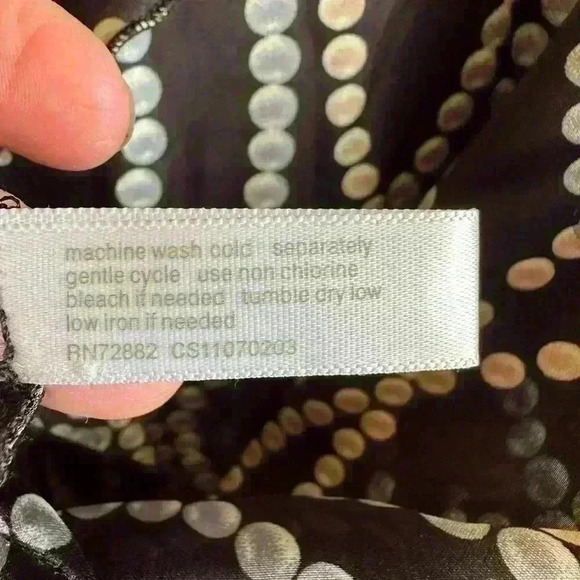 machine wash cold separately
gentle cycle use non chlorine
bleach if needed tumble dry low
low iron if needed
RN72882 CS11070203